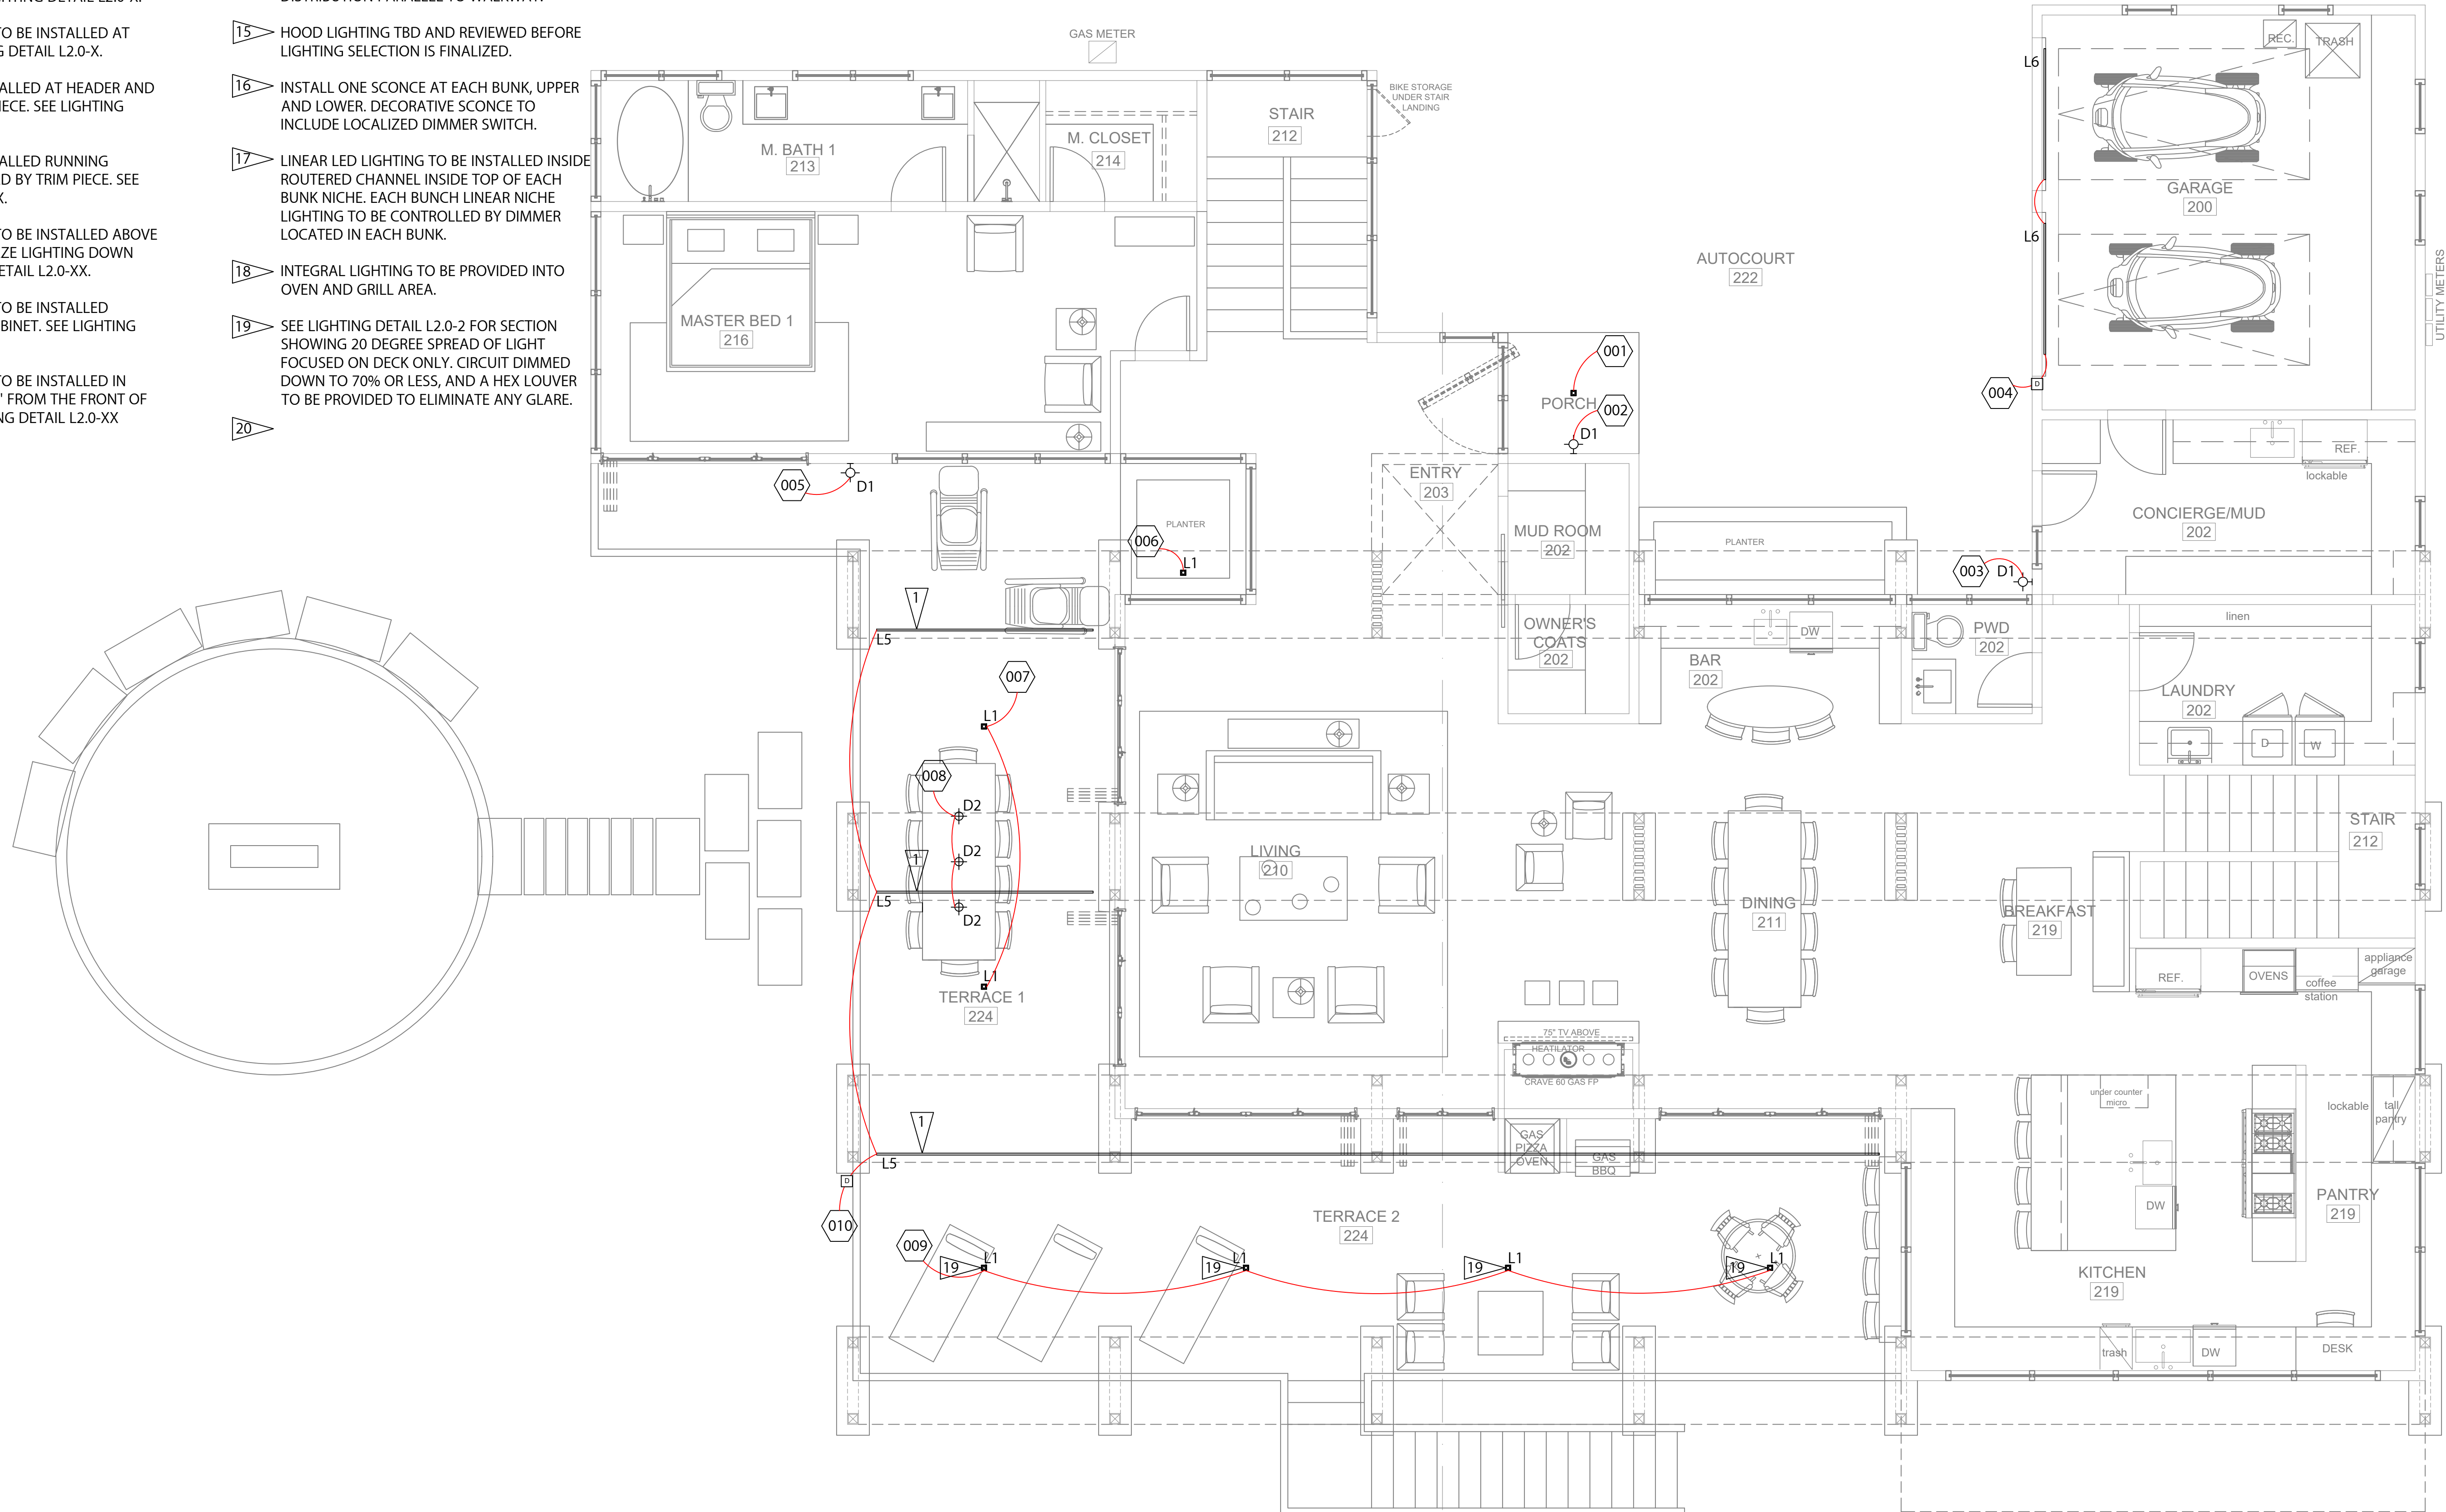 TO BE INSTALLED AT
G DETAIL L2.0-X.
ALLED AT HEADER AND
IECE. SEE LIGHTING
ALLED RUNNING
D BY TRIM PIECE. SEE
X.
TO BE INSTALLED ABOVE
ZE LIGHTING DOWN
ETAIL L2.0-XX.
TO BE INSTALLED
BINET. SEE LIGHTING
TO BE INSTALLED IN
" FROM THE FRONT OF
NG DETAIL L2.0-XX
DISTRIBUTION PARALLEL TO WALKWAY.
15 HOOD LIGHTING TBD AND REVIEWED BEFORE
LIGHTING SELECTION IS FINALIZED.
16 INSTALL ONE SCONCE AT EACH BUNK, UPPER
AND LOWER. DECORATIVE SCONCE TO
INCLUDE LOCALIZED DIMMER SWITCH.
17 LINEAR LED LIGHTING TO BE INSTALLED INSIDE
ROUTERED CHANNEL INSIDE TOP OF EACH
BUNK NICHE. EACH BUNCH LINEAR NICHE
LIGHTING TO BE CONTROLLED BY DIMMER
LOCATED IN EACH BUNK.
18 INTEGRAL LIGHTING TO BE PROVIDED INTO
OVEN AND GRILL AREA.
19 SEE LIGHTING DETAIL L2.0-2 FOR SECTION
SHOWING 20 DEGREE SPREAD OF LIGHT
FOCUSED ON DECK ONLY. CIRCUIT DIMMED
DOWN TO 70% OR LESS, AND A HEX LOUVER
TO BE PROVIDED TO ELIMINATE ANY GLARE.
20
GAS METER
BIKE STORAGE
UNDER STAIR
LANDING
STAIR
212
M. BATH 1
213
M. CLOSET
214
MASTER BED 1
216
AUTOCOURT
222
REC.
TRASH
L6
GARAGE
200
L6
UTILITY METERS
004
D
001
PORCH
002
D1
005
D1
ENTRY
203
PLANTER
006
L1
MUD ROOM
202
PLANTER
003
D1
REF.
lockable
CONCIERGE/MUD
202
1
L5
OWNER'S
COATS
202
BAR
202
DW
PWD
202
linen
LAUNDRY
202
D
W
007
L1
008
D2
D2
1
L5
D2
L1
TERRACE 1
224
LIVING
210
DINING
211
STAIR
212
BREAKFAST
219
REF.
OVENS
coffee
station
appliance
garage
75" TV ABOVE
HEATILATOR
CRAVE 60 GAS FP
under counter
micro
lockable
tall
pantry
1
L5
D
010
GAS
PIZZA
OVEN
GAS
BBQ
DW
PANTRY
219
TERRACE 2
224
009
19
L1
19
L1
19
L1
19
L1
KITCHEN
219
trash
DW
DESK